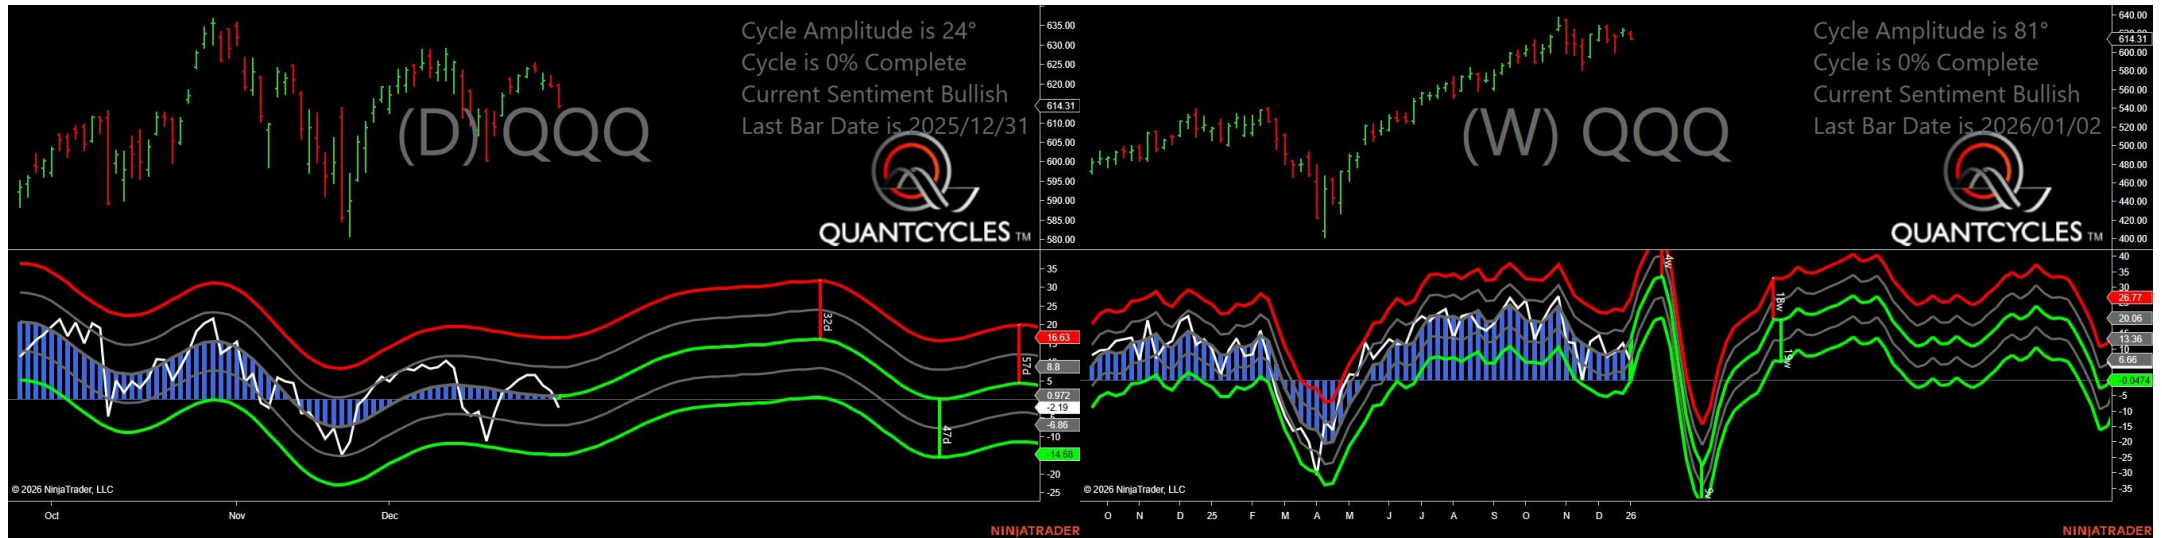 Cycle Amplitude is 24°
Cycle is 0% Complete
Current Sentiment Bullish
Last Bar Date is 2025/12/31
(D) QQQ
QUANTCYCLES TM
635.00
630.00
625.00
620.00
614.31
610.00
605.00
600.00
595.00
590.00
585.00
580.00
35
30
25
20
16.63
8.8
5
0.972
-2.19
-6.86
-10
-14.68
-20
-25
32d
47d
57d
© 2026 NinjaTrader, LLC
Oct
Nov
Dec
NINJATRADER
Cycle Amplitude is 81°
Cycle is 0% Complete
Current Sentiment Bullish
Last Bar Date is 2026/01/02
(W) QQQ
QUANTCYCLES TM
640.00
614.31
600.00
580.00
560.00
540.00
520.00
500.00
480.00
460.00
440.00
420.00
400.00
40
35
30
26.77
20.06
13.36
10
6.66
-0.0474
-5
-10
-15
-20
-25
-30
-35
4w
18w
19w
© 2026 NinjaTrader, LLC
O N D 25 F M A M J J A S O N D 26
NINJATRADER